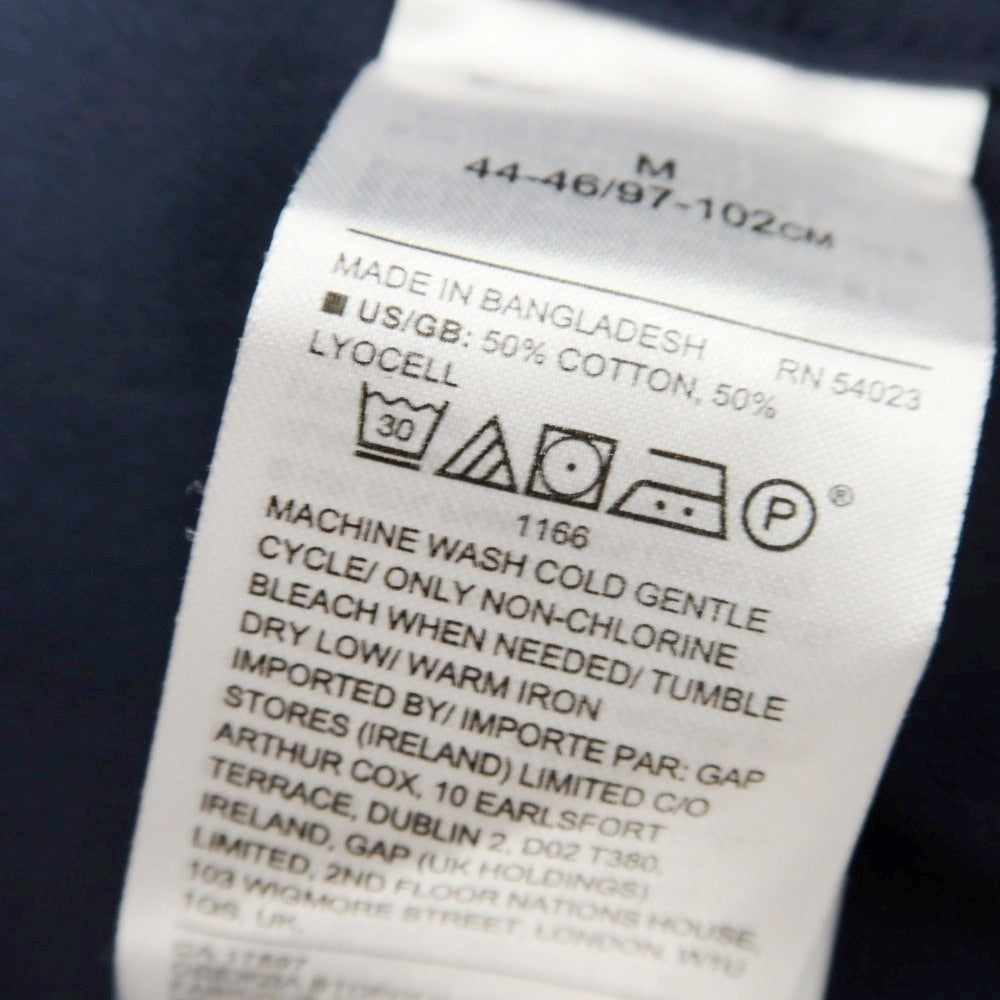 M
44-46/97-102CM
MADE IN BANGLADESH RN 54023
US/GB: 50% COTTON, 50%
LYOCELL
30 P ®
1166
MACHINE WASH COLD GENTLE
CYCLE/ ONLY NON-CHLORINE
BLEACH WHEN NEEDED/ TUMBLE
DRY LOW/ WARM IRON
IMPORTED BY/ IMPORTE PAR: GAP
STORES (IRELAND) LIMITED C/O
ARTHUR COX, 10 EARLSFORT
TERRACE, DUBLIN 2, D02 T380,
IRELAND, GAP (UK HOLDINGS)
LIMITED, 2ND FLOOR NATIONS HOUSE,
103 WIGMORE STREET, LONDON, W1U
1QS, UK,